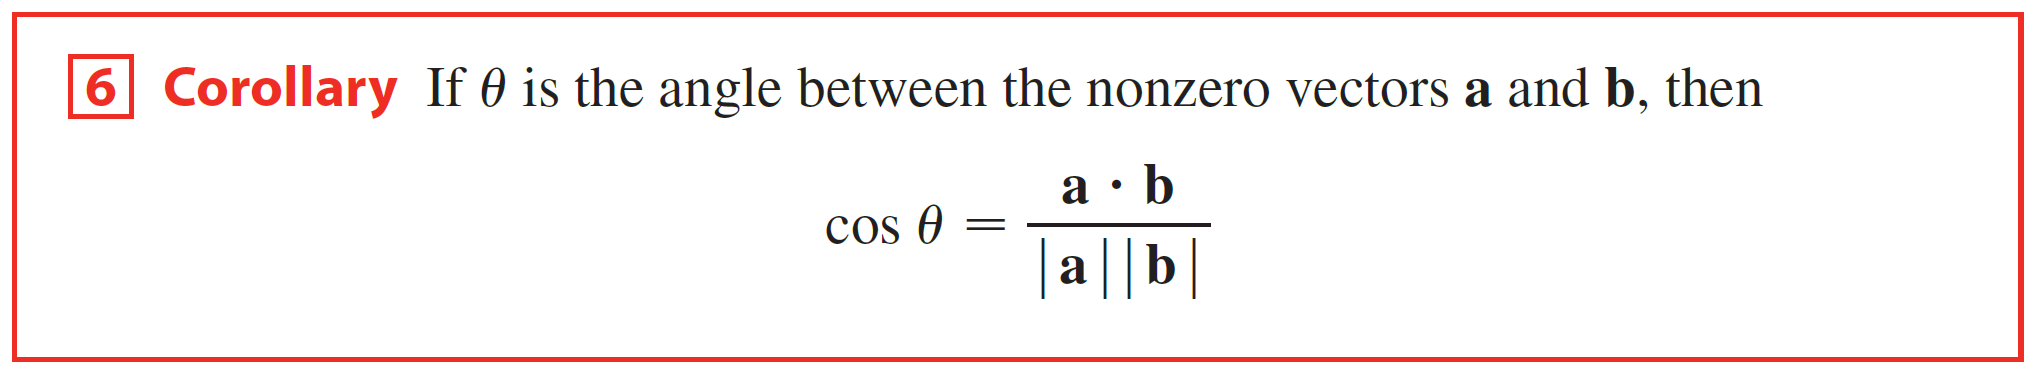 6 Corollary If θ is the angle between the nonzero vectors a and b, then
cos θ = a · b / |a||b|